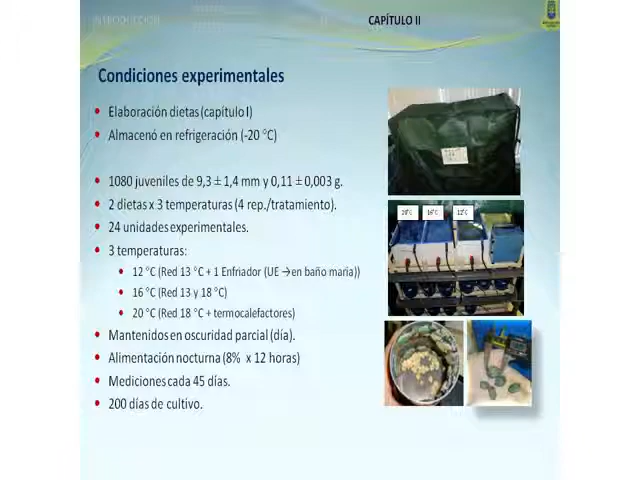 INTRODUCCIÓN
CAPÍTULO II
Condiciones experimentales
• Elaboración dietas (capítulo I)
• Almacenó en refrigeración (-20 °C)
• 1080 juveniles de 9,3 ± 1,4 mm y 0,11 ± 0,003 g.
• 2 dietas x 3 temperaturas (4 rep./tratamiento).
• 24 unidades experimentales.
• 3 temperaturas:
• 12 °C (Red 13 °C + 1 Enfriador (UE →en baño maria))
• 16 °C (Red 13 y 18 °C)
• 20 °C (Red 18 °C + termocalefactores)
• Mantenidos en oscuridad parcial (día).
• Alimentación nocturna (8% x 12 horas)
• Mediciones cada 45 días.
• 200 días de cultivo.
20°C
16°C
12°C